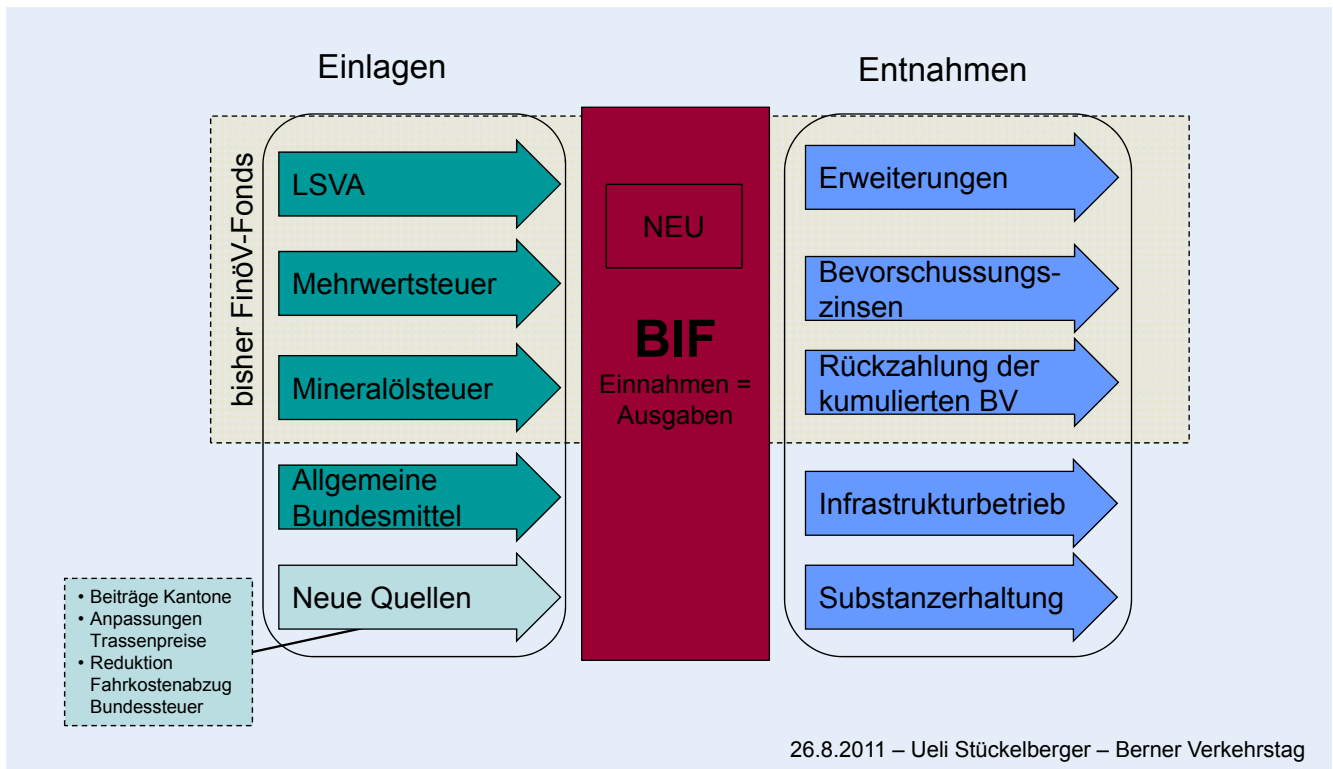 Einlagen
Entnahmen
bisher FinöV-Fonds
LSVA
Mehrwertsteuer
Mineralölsteuer
Allgemeine
Bundesmittel
Neue Quellen
• Beiträge Kantone
• Anpassungen
Trassenpreise
• Reduktion
Fahrkostenabzug
Bundessteuer
NEU
BIF
Einnahmen =
Ausgaben
Erweiterungen
Bevorschussungs-
zinsen
Rückzahlung der
kumulierten BV
Infrastrukturbetrieb
Substanzerhaltung
26.8.2011 – Ueli Stückelberger – Berner Verkehrstag